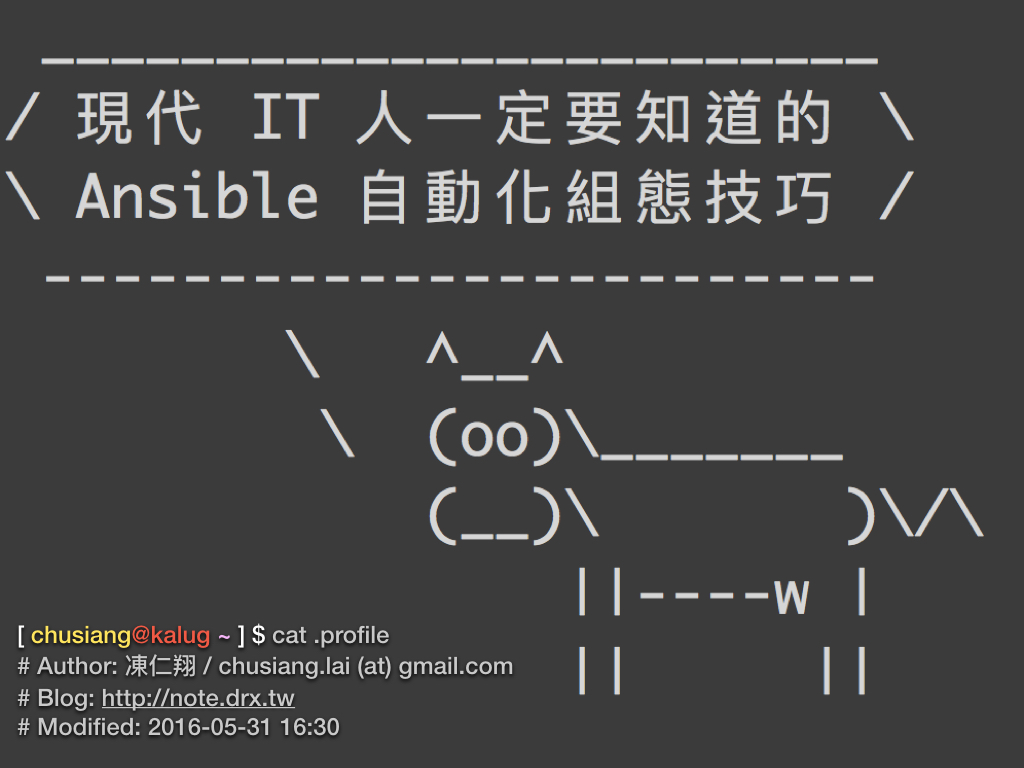 ________________________
/ 現代 IT 人一定要知道的 \
\ Ansible 自動化組態技巧 /
 ------------------------
        \   ^__^
         \  (oo)\_______
            (__)\       )\/\
                ||----w |
                ||     ||
[ chusiang@kalug ~ ] $ cat .profile
# Author: 凍仁翔 / chusiang.lai (at) gmail.com
# Blog: http://note.drx.tw
# Modified: 2016-05-31 16:30